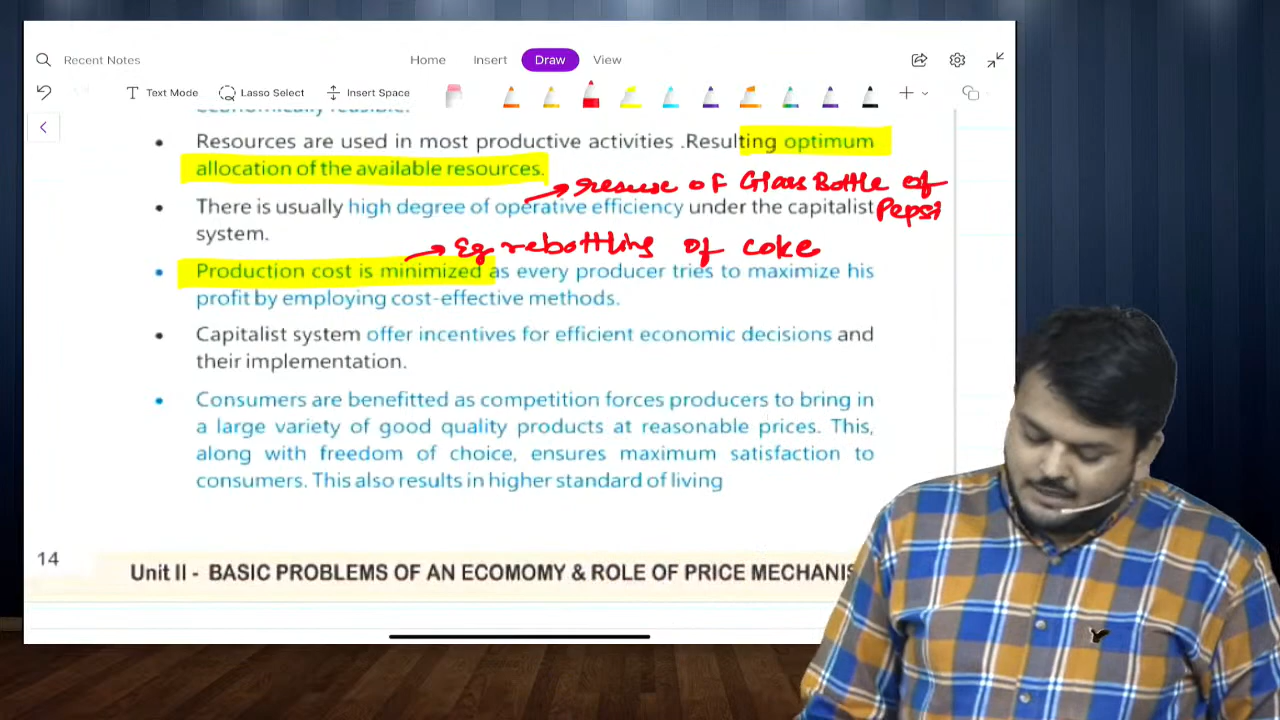 Recent Notes
Home Insert Draw View
Text Mode Lasso Select Insert Space
economically feasible.
• Resources are used in most productive activities .Resulting optimum
allocation of the available resources.
reuse of Glass Bottle of
• There is usually high degree of operative efficiency under the capitalist
Pepsi
system.
Eg rebottling of coke
• Production cost is minimized as every producer tries to maximize his
profit by employing cost-effective methods.
• Capitalist system offer incentives for efficient economic decisions and
their implementation.
• Consumers are benefitted as competition forces producers to bring in
a large variety of good quality products at reasonable prices. This,
along with freedom of choice, ensures maximum satisfaction to
consumers. This also results in higher standard of living
14
Unit II - BASIC PROBLEMS OF AN ECOMOMY & ROLE OF PRICE MECHANIS